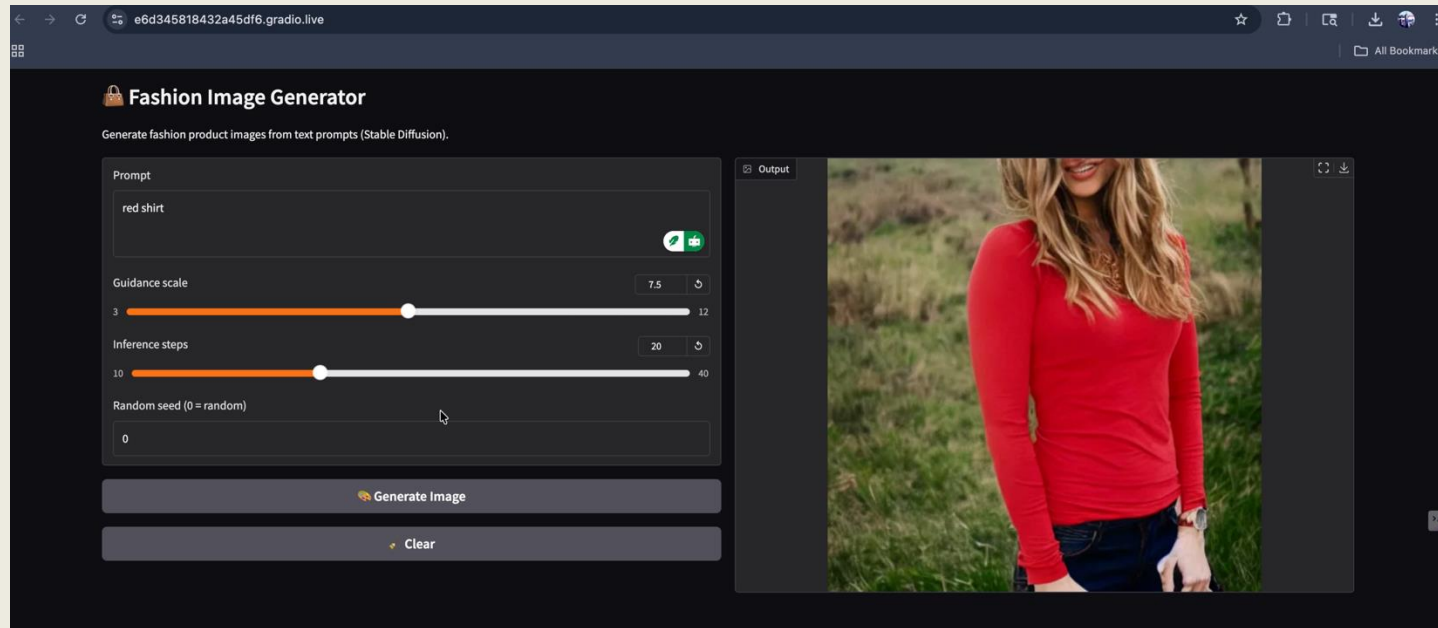 e6d345818432a45df6.gradio.live
All Bookmark
Fashion Image Generator
Generate fashion product images from text prompts (Stable Diffusion).
Prompt
red shirt
Guidance scale
7.5
3
12
Inference steps
20
10
40
Random seed (0 = random)
0
Generate Image
Clear
Output